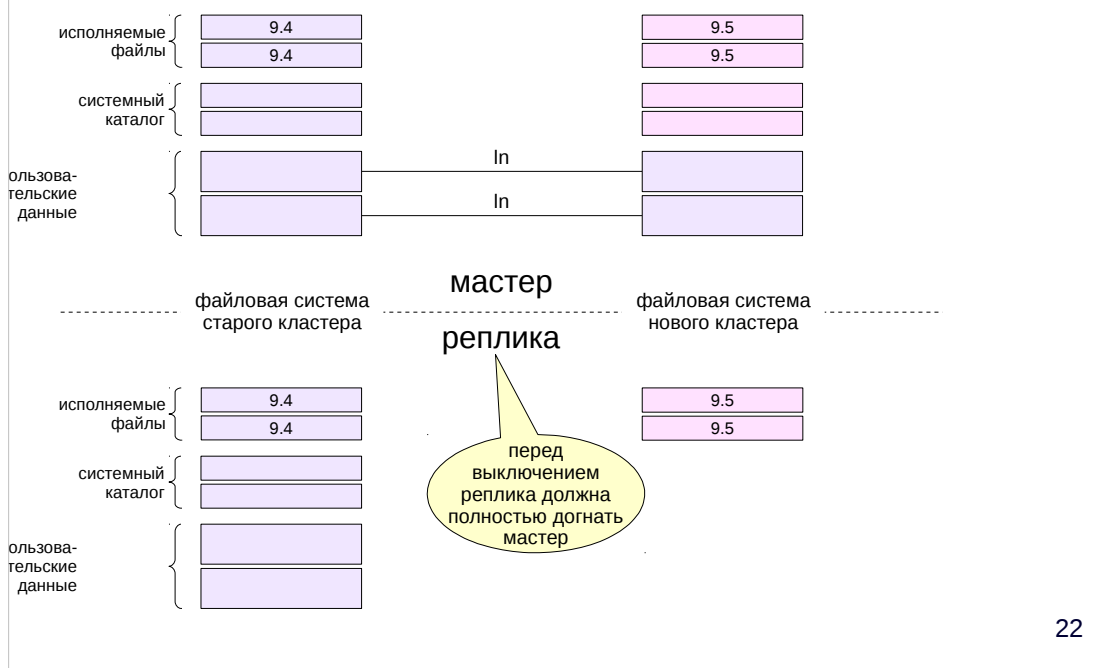 исполняемые
файлы
9.4
9.4
9.5
9.5
системный
каталог
ользова-
тельские
данные
ln
ln
мастер
файловая система
старого кластера
файловая система
нового кластера
реплика
исполняемые
файлы
9.4
9.4
9.5
9.5
перед
выключением
реплика должна
полностью догнать
мастер
системный
каталог
ользова-
тельские
данные
22